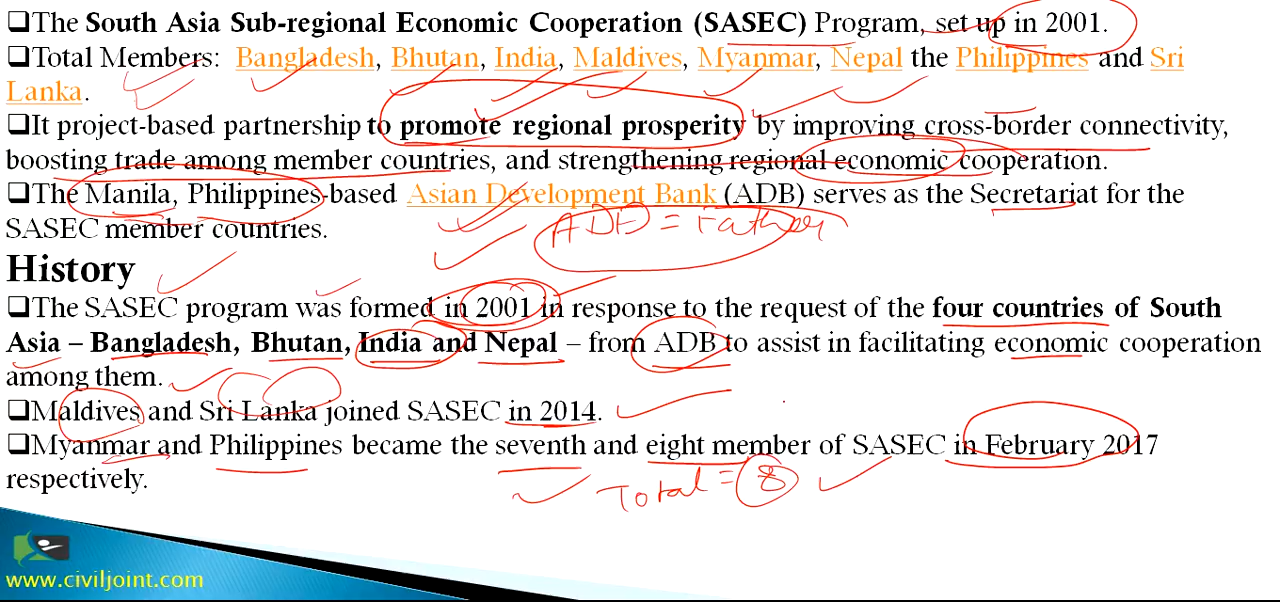 ❑The South Asia Sub-regional Economic Cooperation (SASEC) Program, set up in 2001.
❑Total Members: Bangladesh, Bhutan, India, Maldives, Myanmar, Nepal the Philippines and Sri
Lanka.
❑It project-based partnership to promote regional prosperity by improving cross-border connectivity,
boosting trade among member countries, and strengthening regional economic cooperation.
❑The Manila, Philippines-based Asian Development Bank (ADB) serves as the Secretariat for the
SASEC member countries.
ADB = Father
History
❑The SASEC program was formed in 2001 in response to the request of the four countries of South
Asia – Bangladesh, Bhutan, India and Nepal – from ADB to assist in facilitating economic cooperation
among them.
❑Maldives and Sri Lanka joined SASEC in 2014.
❑Myanmar and Philippines became the seventh and eight member of SASEC in February 2017
respectively.
Total = 8
www.civiljoint.com